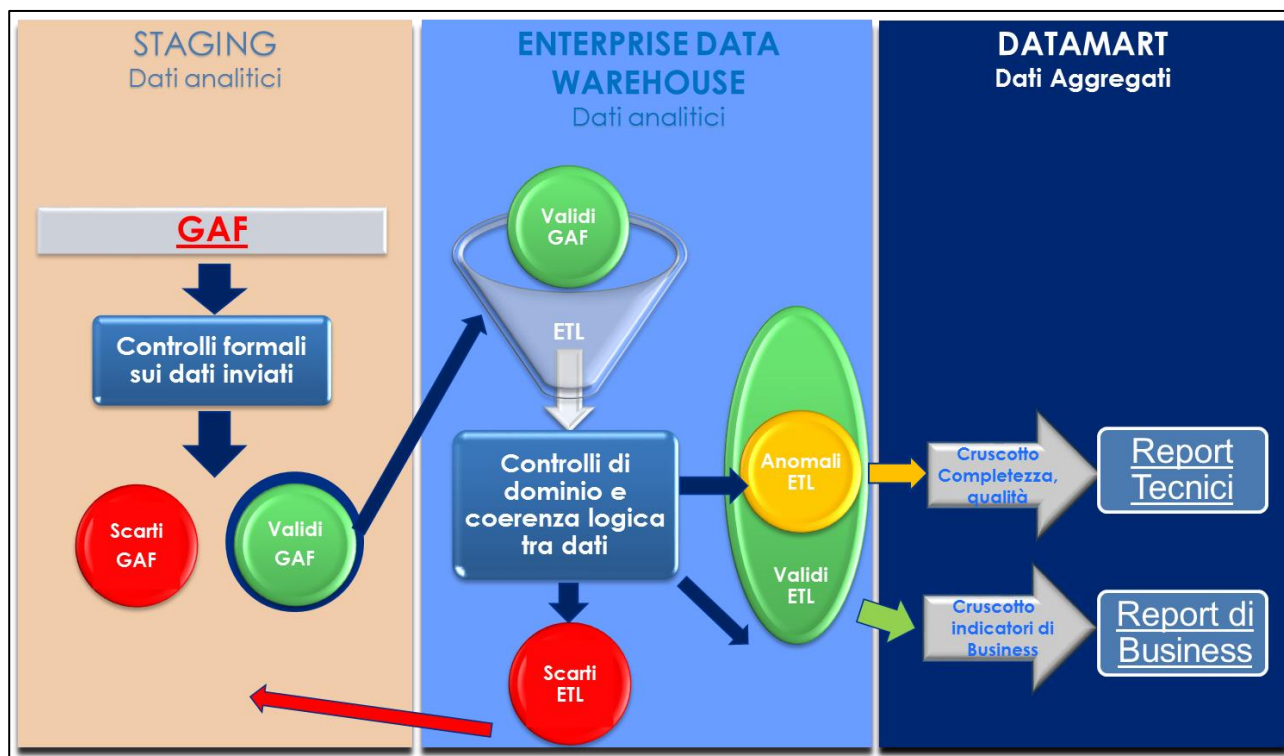 STAGING
Dati analitici
GAF
Controlli formali
sui dati inviati
Scarti
GAF
Validi
GAF
ENTERPRISE DATA
WAREHOUSE
Dati analitici
Validi
GAF
ETL
Controlli di
dominio e
coerenza logica
tra dati
Scarti
ETL
Anomali
ETL
Validi
ETL
DATAMART
Dati Aggregati
Cruscotto
Completezza,
qualità
Report
Tecnici
Cruscotto
indicatori di
Business
Report di
Business